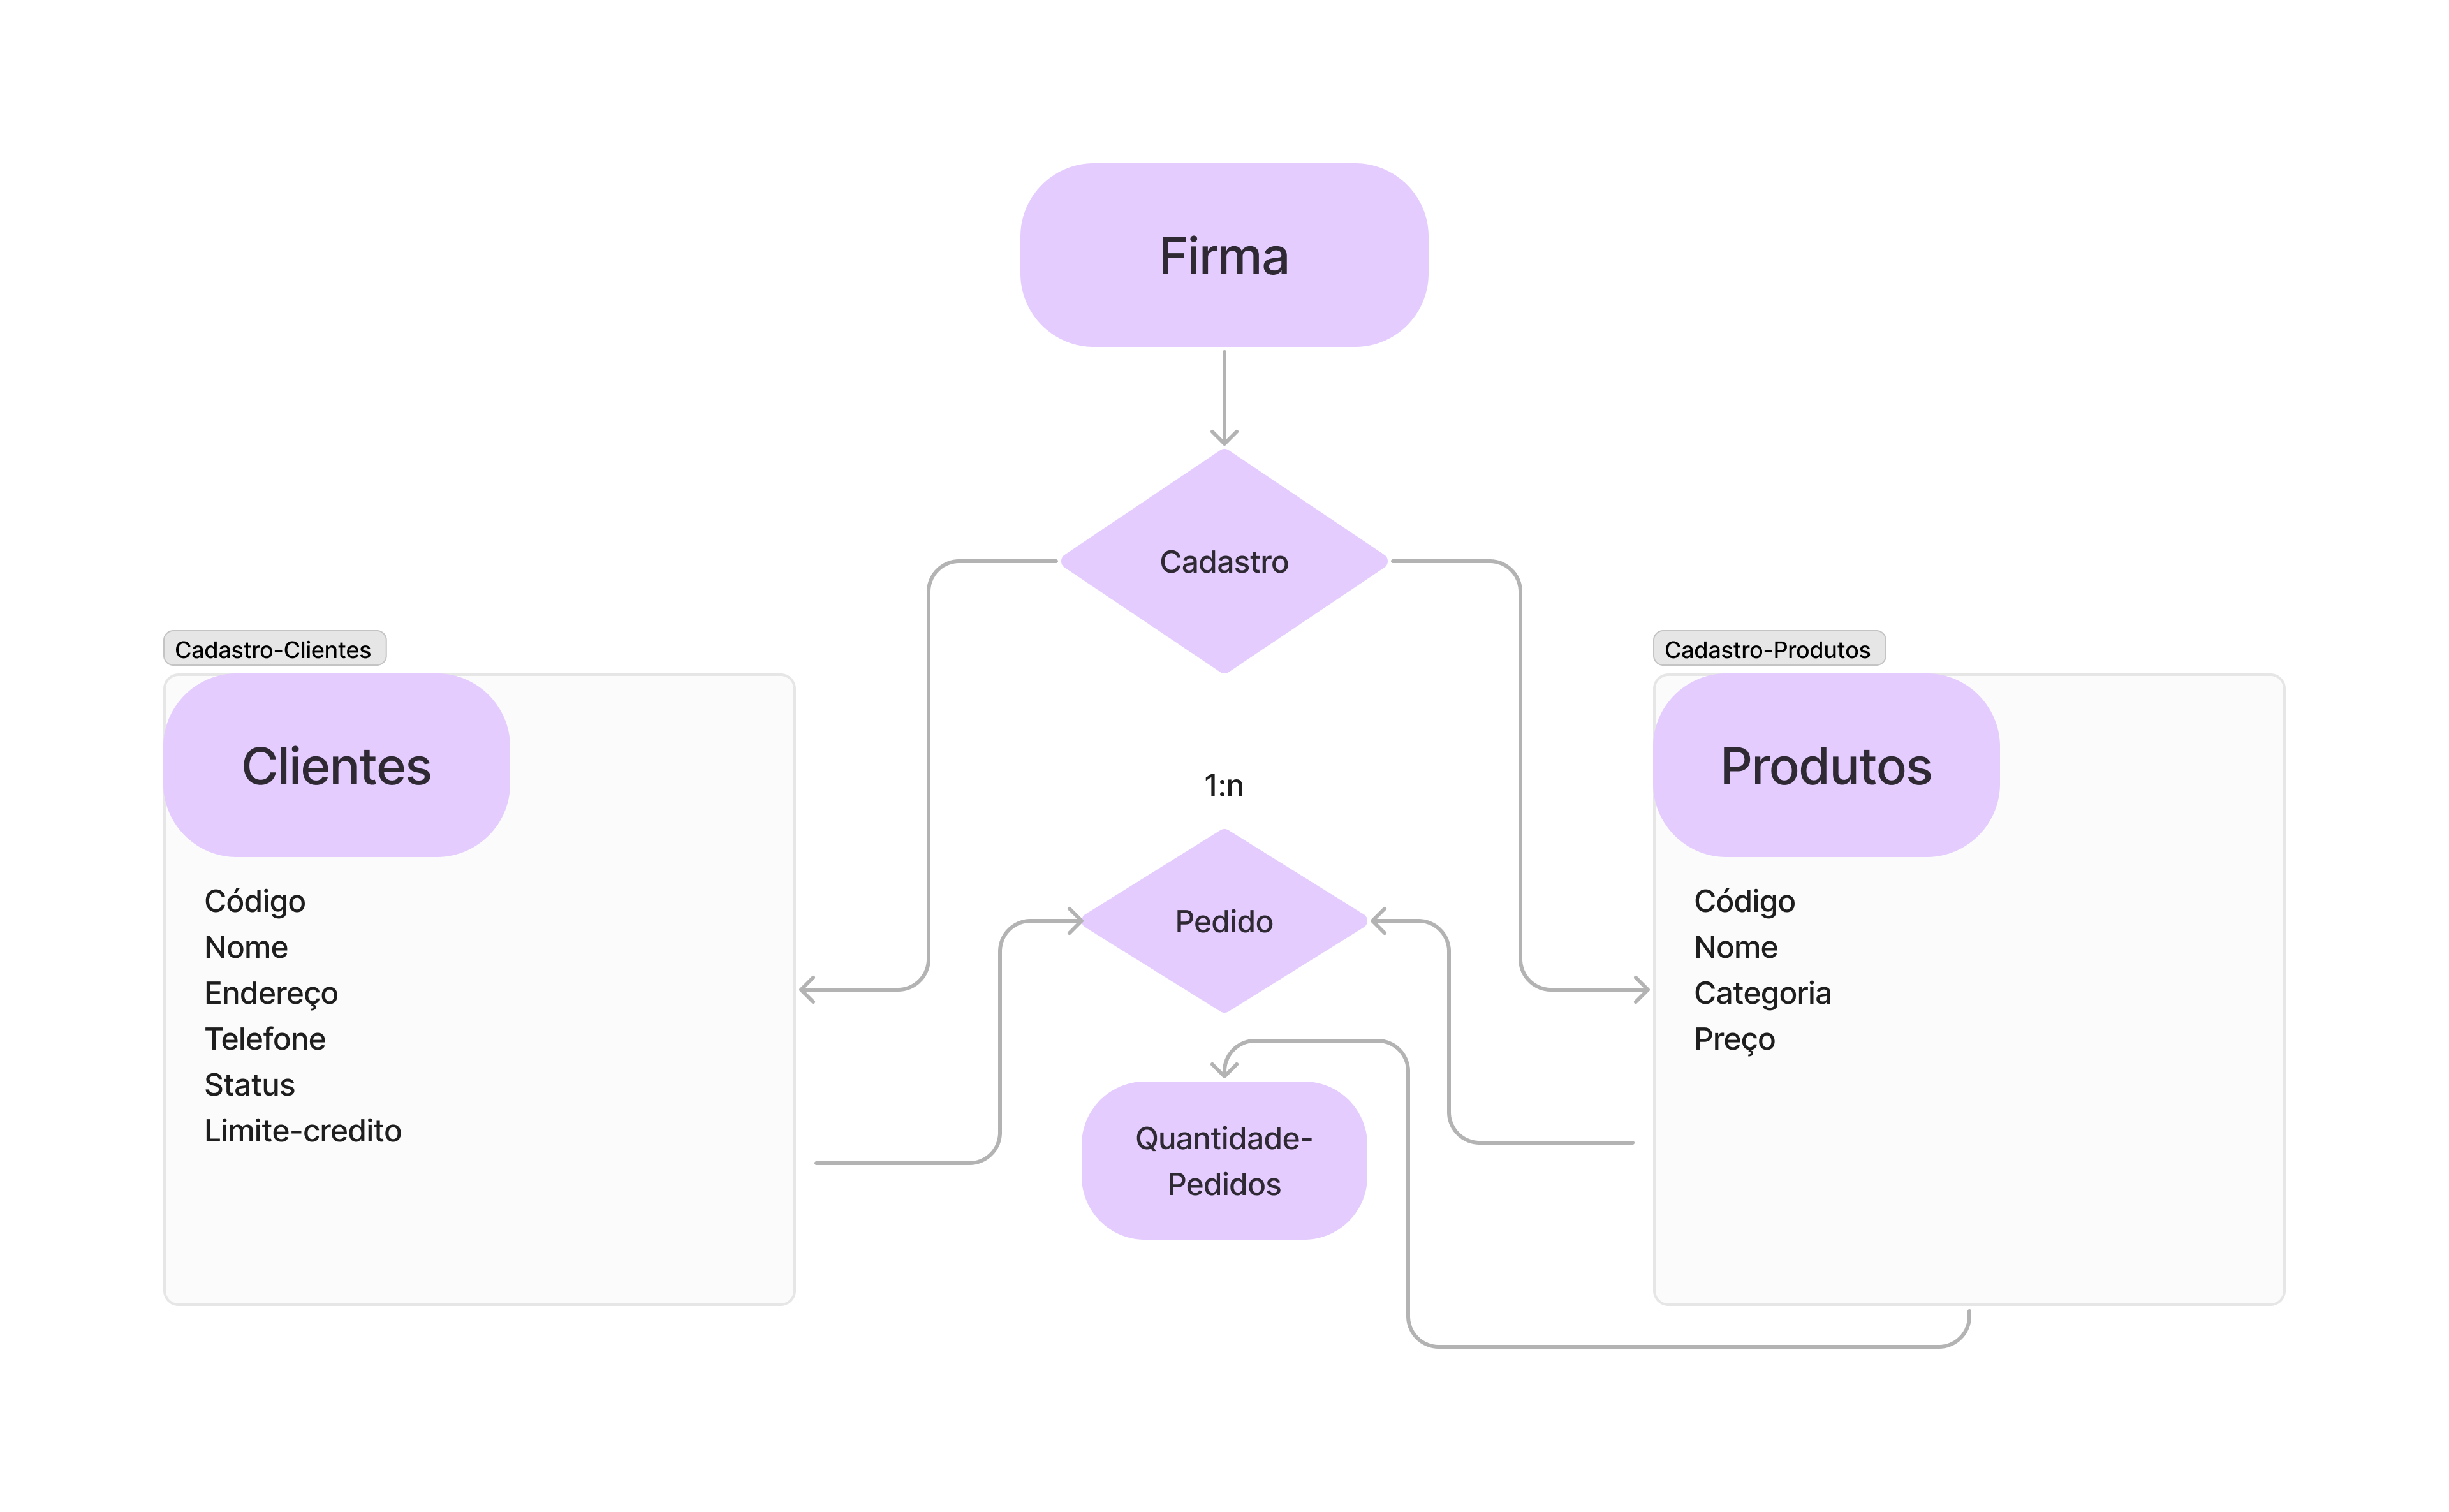 Firma
Cadastro
Cadastro-Clientes
Clientes
Código
Nome
Endereço
Telefone
Status
Limite-credito
1:n
Pedido
Quantidade-
Pedidos
Cadastro-Produtos
Produtos
Código
Nome
Categoria
Preço